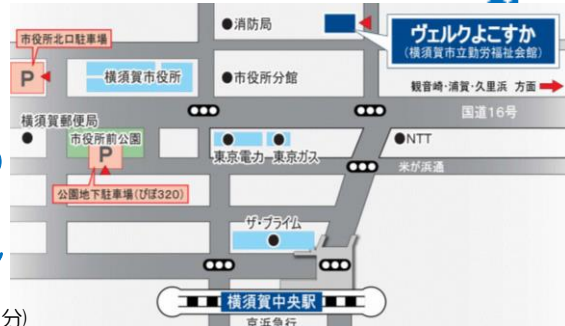 ●消防局
ヴェルクよこすか
(横須賀市立勤労福祉会館)
市役所北口駐車場
P
横須賀市役所
●市役所分館
観音崎・浦賀・久里浜 方面
国道16号
横須賀郵便局
市役所前公園
P
東京電力
東京ガス
●NTT
米が浜通
公園地下駐車場(ぴぽ320)
ザ・プライム
横須賀中央駅
京浜急行
分)